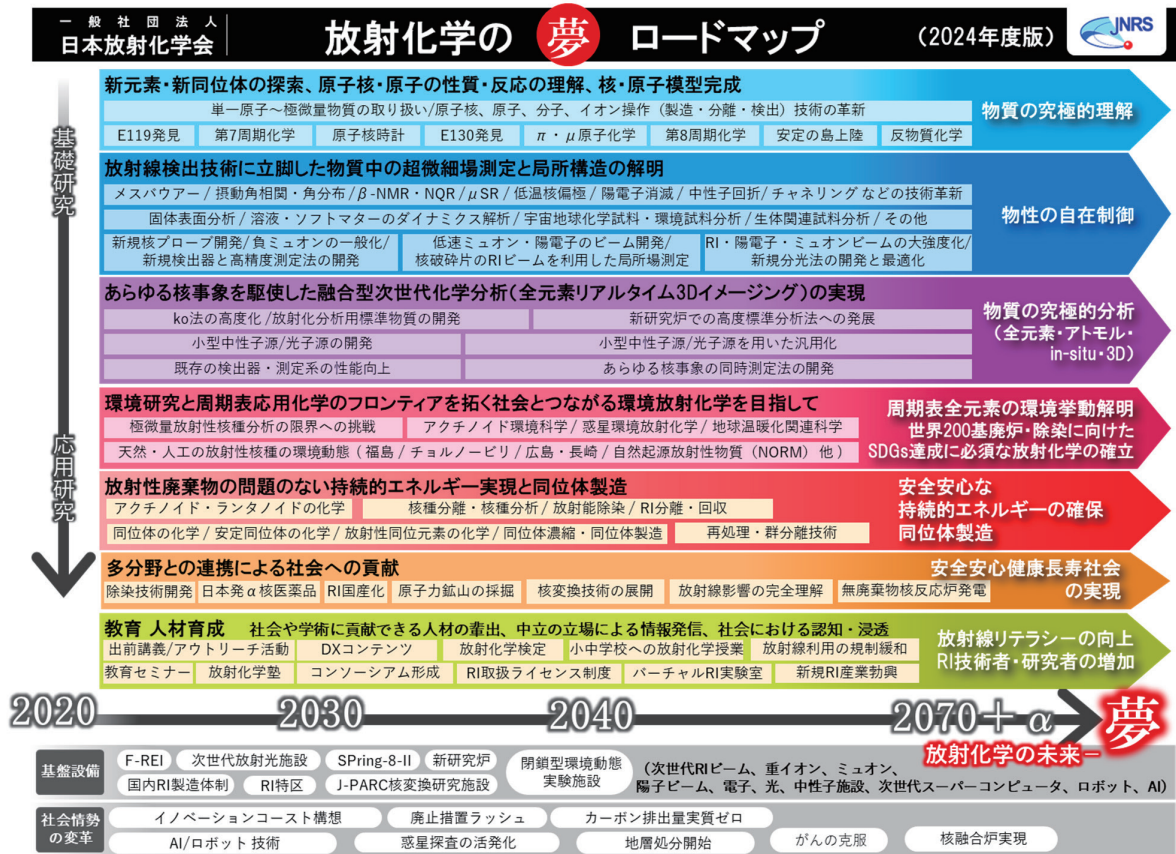 一般社団法人
日本放射化学会
放射化学の夢ロードマップ
(2024年度版)
JNRS
基礎研究
応用研究
新元素・新同位体の探索、原子核・原子の性質・反応の理解、核・原子模型完成
単一原子～極微量物質の取り扱い/原子核、原子、分子、イオン操作（製造・分離・検出）技術の革新
E119発見
第7周期化学
原子核時計
E130発見
π・μ原子化学
第8周期化学
安定の島上陸
反物質化学
物質の究極的理解
放射線検出技術に立脚した物質中の超微細場測定と局所構造の解明
メスバウアー / 摂動角相関・角分布 / β-NMR・NQR / μSR / 低温核偏極 / 陽電子消滅 / 中性子回折/ チャネリング などの技術革新
固体表面分析 / 溶液・ソフトマターのダイナミクス解析 / 宇宙地球化学試料・環境試料分析 / 生体関連試料分析 / その他
新規核プローブ開発/負ミュオンの一般化/
新規検出器と高精度測定法の開発
低速ミュオン・陽電子のビーム開発/
核破砕片のRIビームを利用した局所場測定
RI・陽電子・ミュオンビームの大強度化/
新規分光法の開発と最適化
物性の自在制御
あらゆる核事象を駆使した融合型次世代化学分析（全元素リアルタイム3Dイメージング）の実現
ko法の高度化 /放射化分析用標準物質の開発
新研究炉での高度標準分析法への発展
小型中性子源/光子源の開発
小型中性子源/光子源を用いた汎用化
既存の検出器・測定系の性能向上
あらゆる核事象の同時測定法の開発
物質の究極的分析
（全元素・アトモル・
in-situ・3D）
環境研究と周期表応用化学のフロンティアを拓く社会とつながる環境放射化学を目指して
極微量放射性核種分析の限界への挑戦
アクチノイド環境科学 / 惑星環境放射化学 / 地球温暖化関連科学
天然・人工の放射性核種の環境動態（ 福島 / チョルノービリ / 広島・長崎 / 自然起源放射性物質（NORM）他 ）
周期表全元素の環境挙動解明
世界200基廃炉・除染に向けた
SDGs達成に必須な放射化学の確立
放射性廃棄物の問題のない持続的エネルギー実現と同位体製造
アクチノイド・ランタノイドの化学
核種分離・核種分析 / 放射能除染 / RI分離・回収
同位体の化学 / 安定同位体の化学 / 放射性同位元素の化学 / 同位体濃縮・同位体製造
再処理・群分離技術
安全安心な
持続的エネルギーの確保
同位体製造
多分野との連携による社会への貢献
除染技術開発
日本発α核医薬品
RI国産化
原子力鉱山の採掘
核変換技術の展開
放射線影響の完全理解
無廃棄物核反応炉発電
安全安心健康長寿社会
の実現
教育 人材育成 社会や学術に貢献できる人材の輩出、中立の立場による情報発信、社会における認知・浸透
出前講義/アウトリーチ活動
DXコンテンツ
放射化学検定
小中学校への放射化学授業
放射線利用の規制緩和
教育セミナー
放射化学塾
コンソーシアム形成
RI取扱ライセンス制度
バーチャルRI実験室
新規RI産業勃興
放射線リテラシーの向上
RI技術者・研究者の増加
2020
2030
2040
2070＋α
夢
放射化学の未来－
基盤設備
F-REI
次世代放射光施設
SPring-8-II
新研究炉
国内RI製造体制
RI特区
J-PARC核変換研究施設
閉鎖型環境動態
実験施設
（次世代RIビーム、重イオン、ミュオン、
陽子ビーム、電子、光、中性子施設、次世代スーパーコンピュータ、ロボット、AI）
社会情勢
の変革
イノベーションコースト構想
廃止措置ラッシュ
カーボン排出量実質ゼロ
AI/ロボット 技術
惑星探査の活発化
地層処分開始
がんの克服
核融合炉実現